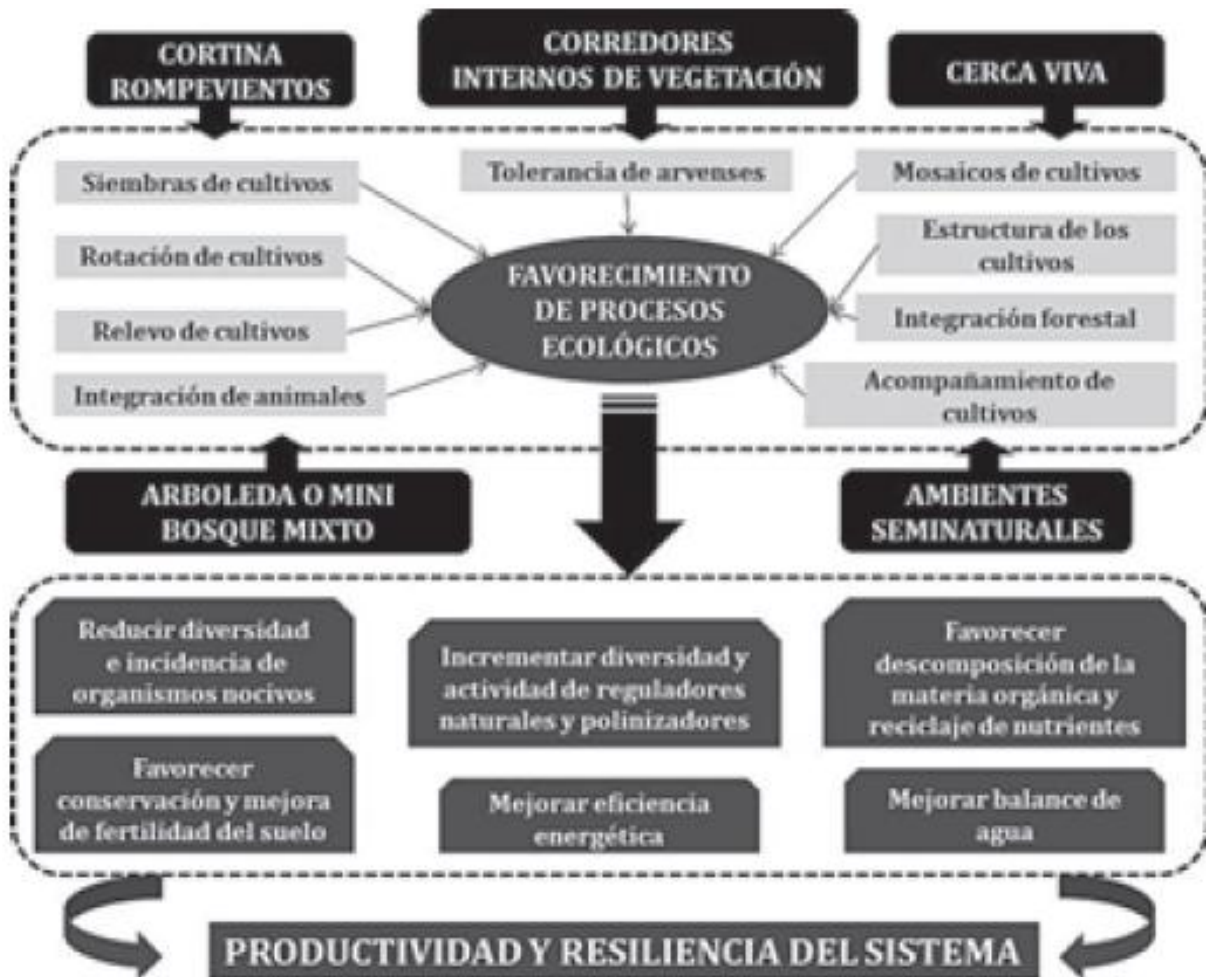 CORTINA
ROMPEVIENTOS
CORREDORES
INTERNOS DE VEGETACIÓN
CERCA VIVA
Siembras de cultivos
Tolerancia de arvenses
Mosaicos de cultivos
Rotación de cultivos
Estructura de los
cultivos
Relevo de cultivos
Integración forestal
Integración de animales
Acompañamiento de
cultivos
FAVORECIMIENTO
DE PROCESOS
ECOLÓGICOS
ARBOLEDA O MINI
BOSQUE MIXTO
AMBIENTES
SEMINATURALES
Reducir diversidad
e incidencia de
organismos nocivos
Incrementar diversidad y
actividad de reguladores
naturales y polinizadores
Favorecer
descomposición de la
materia orgánica y
reciclaje de nutrientes
Favorecer
conservación y mejora
de fertilidad del suelo
Mejorar eficiencia
energética
Mejorar balance de
agua
PRODUCTIVIDAD Y RESILIENCIA DEL SISTEMA